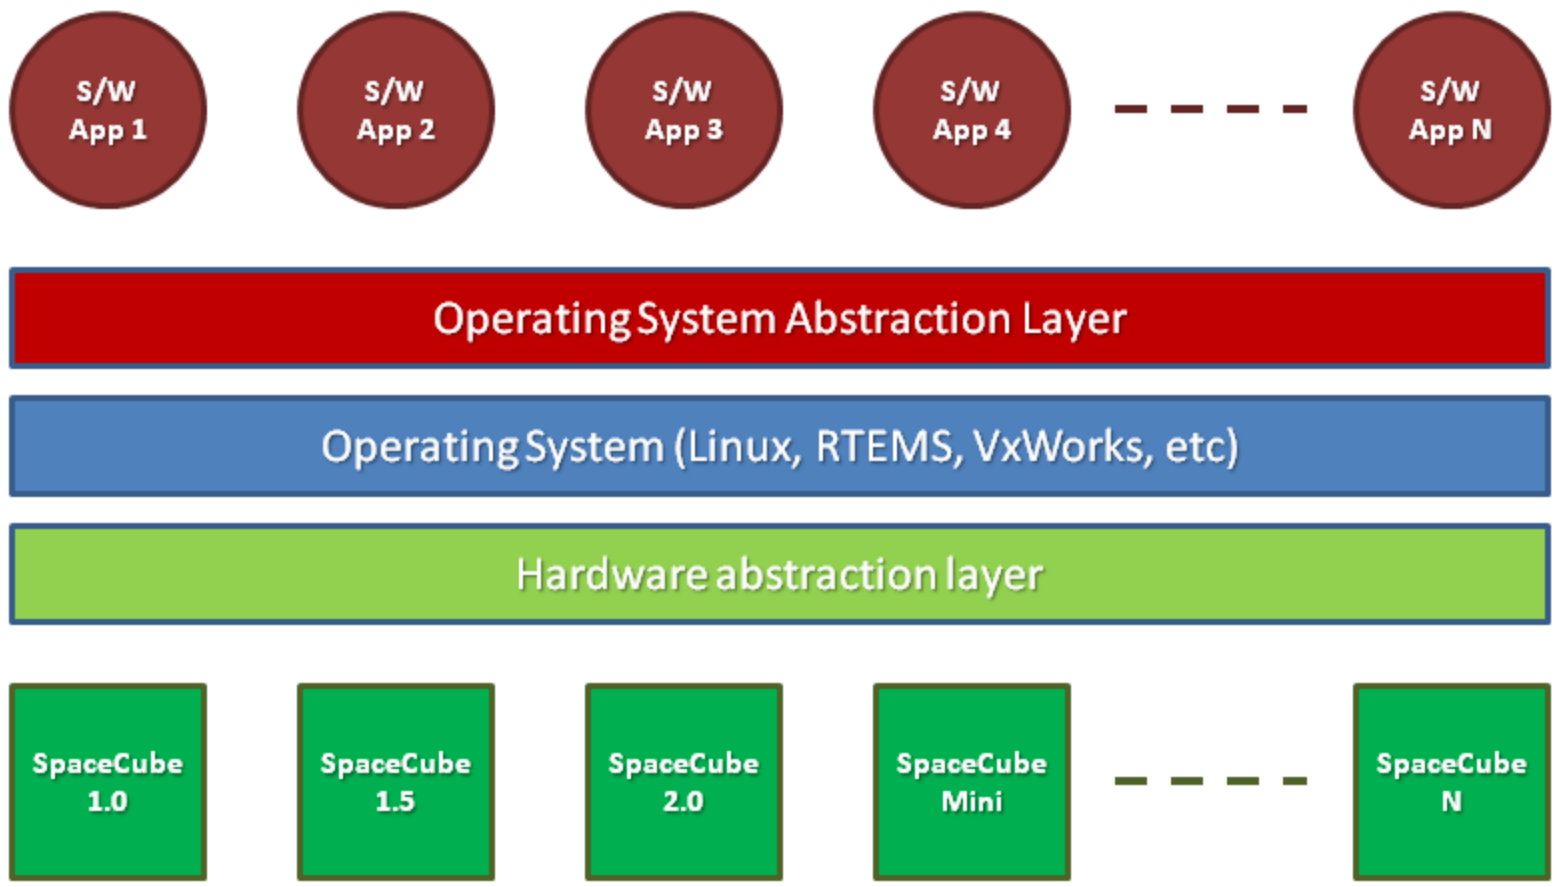 S/W
App 1
S/W
App 2
S/W
App 3
S/W
App 4
S/W
App N
Operating System Abstraction Layer
Operating System (Linux, RTEMS, VxWorks, etc)
Hardware abstraction layer
SpaceCube
1.0
SpaceCube
1.5
SpaceCube
2.0
SpaceCube
Mini
SpaceCube
N